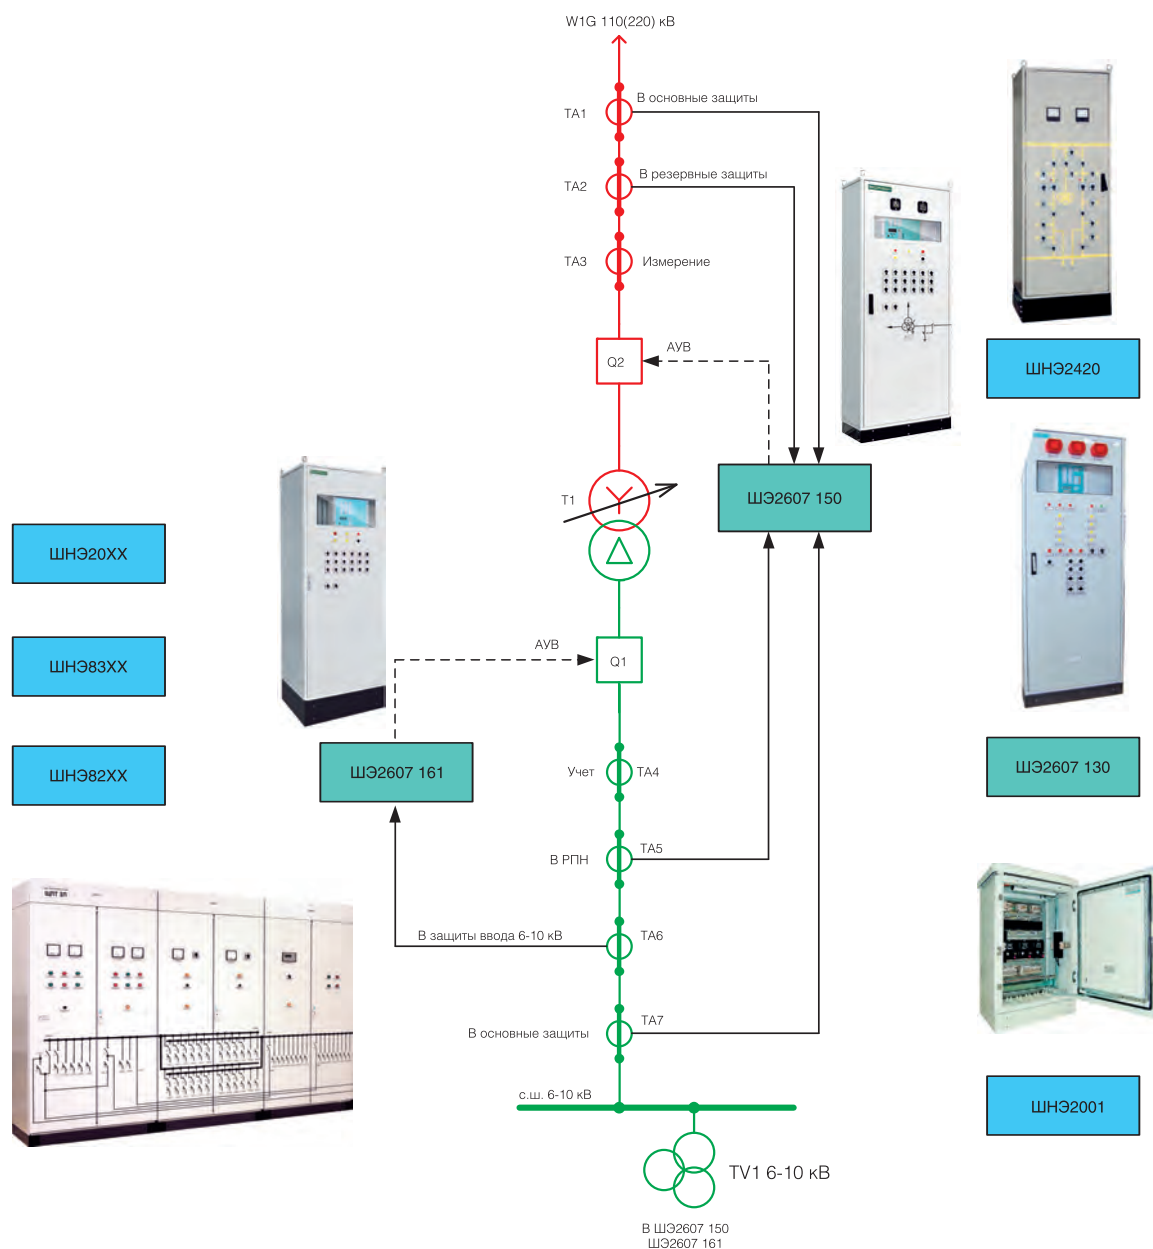 W1G 110(220) кВ
В основные защиты
TA1
В резервные защиты
TA2
TA3
Измерение
АУВ
Q2
ШНЭ2420
T1
ШЭ2607 150
ШНЭ20XX
АУВ
Q1
ШНЭ83XX
ШЭ2607 161
ШНЭ82XX
Учет
TA4
ШЭ2607 130
TA5
В РПН
В защиты ввода 6-10 кВ
TA6
TA7
В основные защиты
с.ш. 6-10 кВ
ШНЭ2001
TV1 6-10 кВ
В ШЭ2607 150
ШЭ2607 161